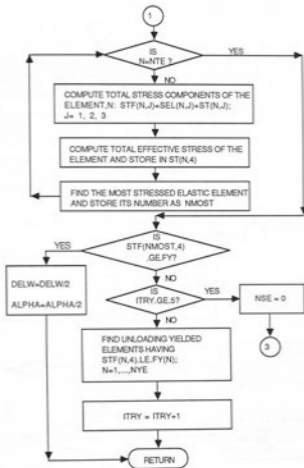 1
IS
N=NTE ?
YES
NO
COMPUTE TOTAL STRESS COMPONENTS OF THE
ELEMENT,N: STF(N,J)=SEL(N,J)+ST(N,J);
J= 1, 2, 3
COMPUTE TOTAL EFFECTIVE STRESS OF THE
ELEMENT AND STORE IN ST(N,4)
FIND THE MOST STRESSED ELASTIC ELEMENT
AND STORE ITS NUMBER AS NMOST
YES
IS
STF(NMOST,4)
.GE.FY?
NO
DELW=DELW/2
ALPHA=ALPHA/2
IS
ITRY.GE.5?
YES
NSE = 0
NO
3
FIND UNLOADING YIELDED
ELEMENTS HAVING
STF(N,4).LE.FY(N);
N=1,...,NYE
ITRY = ITRY+1
RETURN